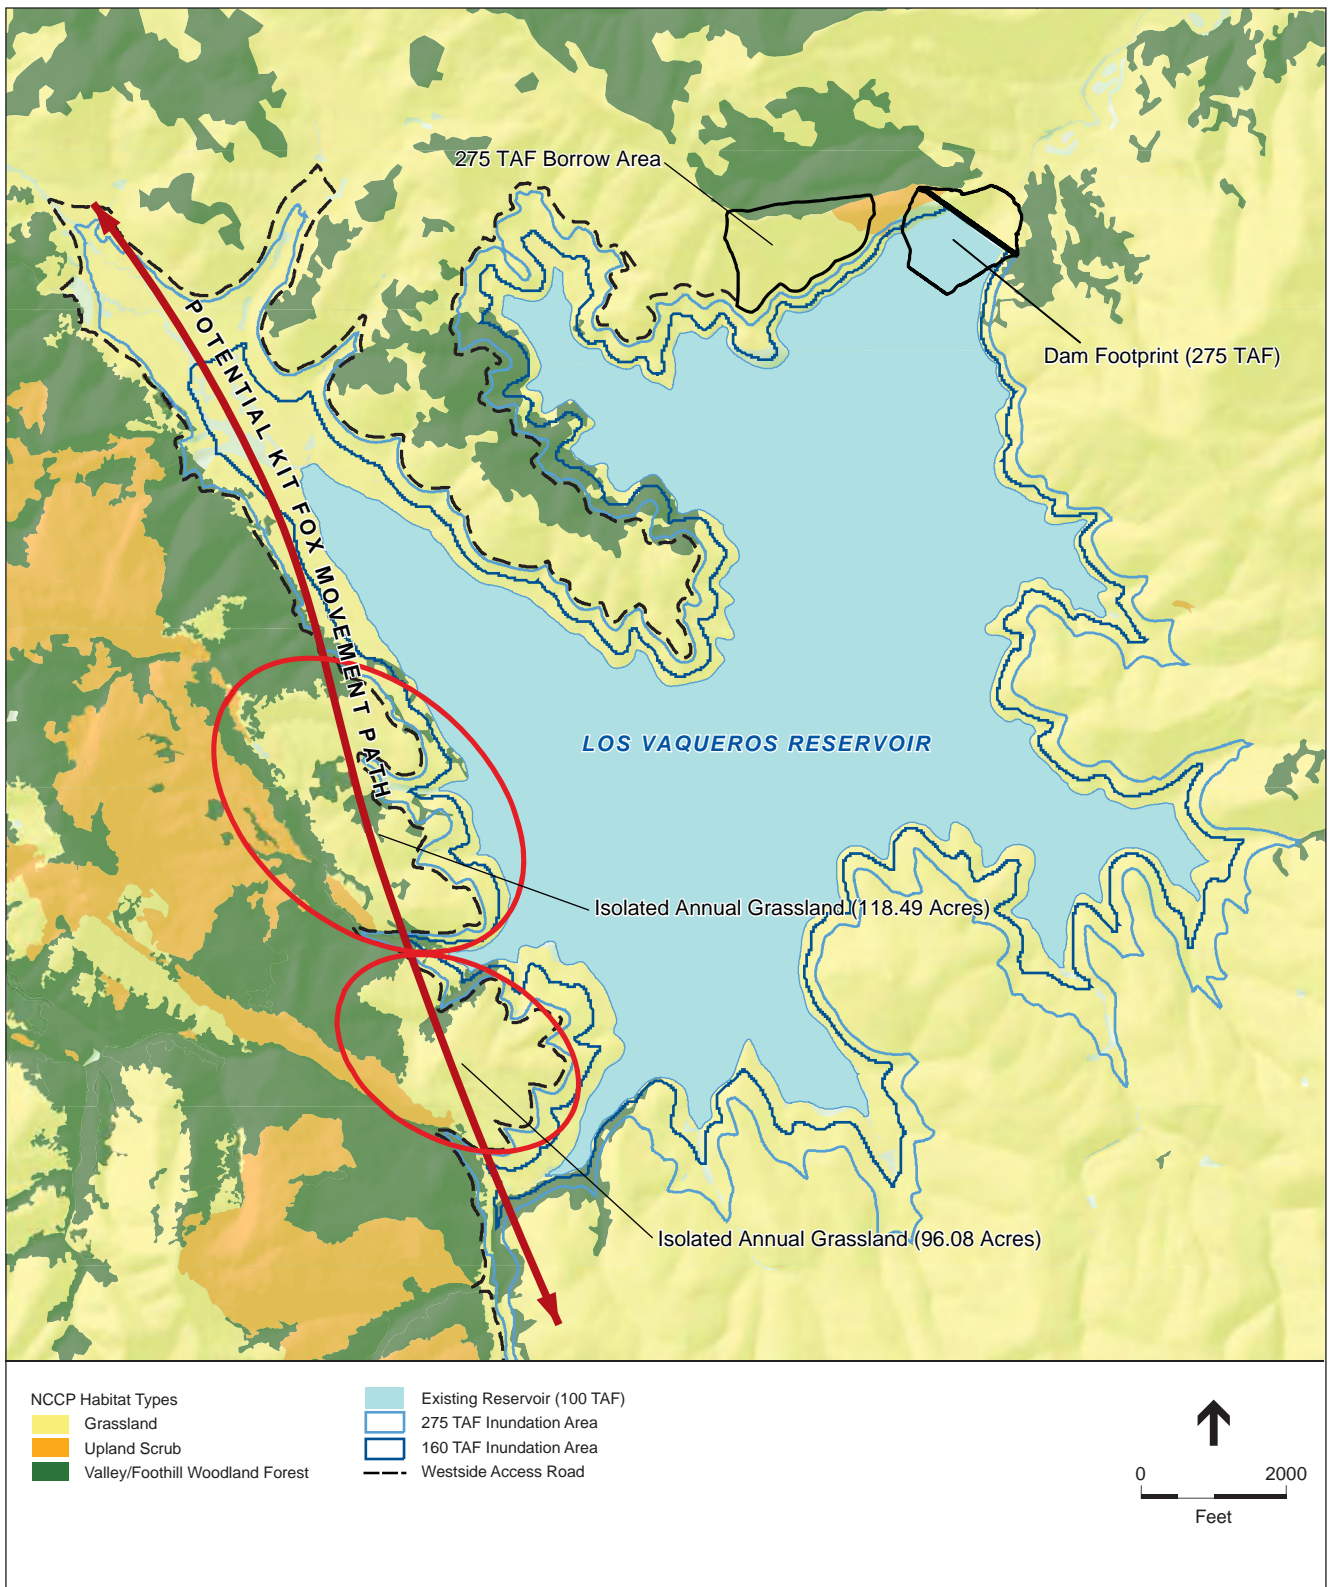 275 TAF Borrow Area
Dam Footprint (275 TAF)
POTENTIAL KIT FOX MOVEMENT PATH
LOS VAQUEROS RESERVOIR
Isolated Annual Grassland (118.49 Acres)
Isolated Annual Grassland (96.08 Acres)
NCCP Habitat Types
Grassland
Upland Scrub
Valley/Foothill Woodland Forest
Existing Reservoir (100 TAF)
275 TAF Inundation Area
160 TAF Inundation Area
Westside Access Road
0 2000
Feet